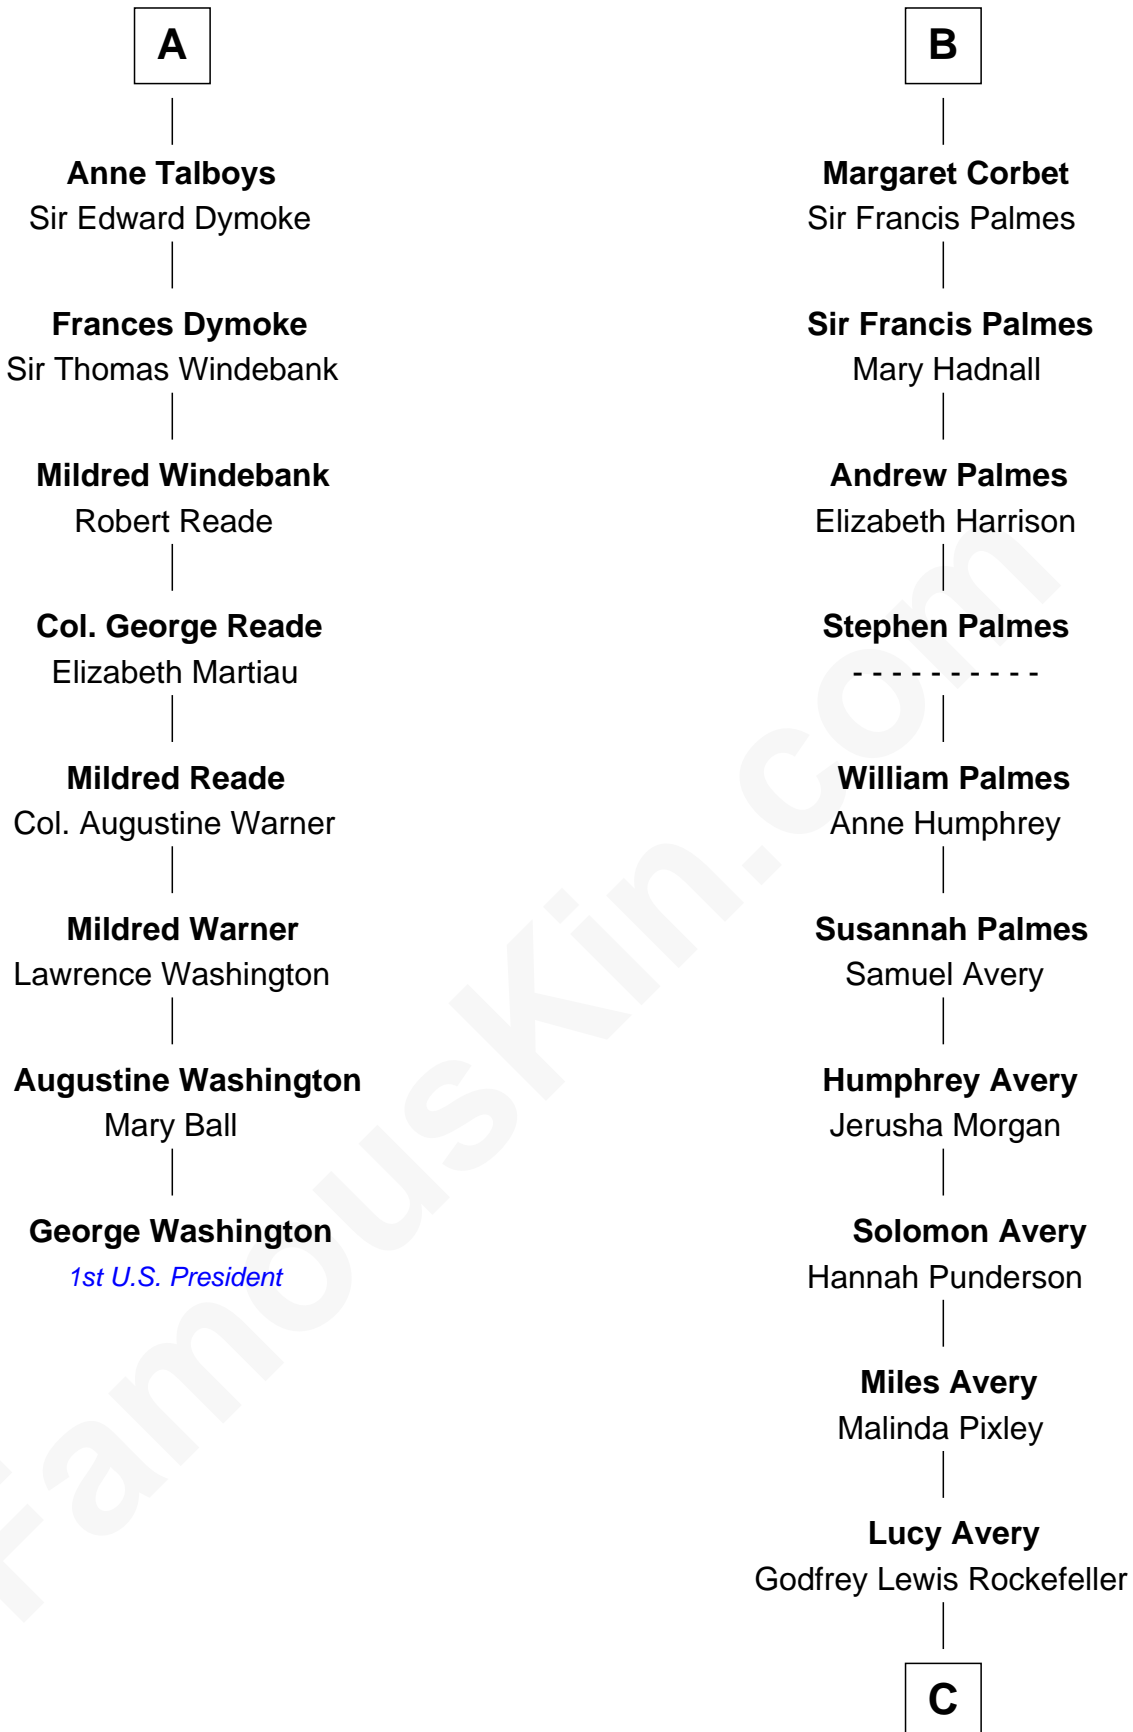 A
Anne Talboys
Sir Edward Dymoke
Frances Dymoke
Sir Thomas Windebank
Mildred Windebank
Robert Reade
Col. George Reade
Elizabeth Martiau
Mildred Reade
Col. Augustine Warner
Mildred Warner
Lawrence Washington
Augustine Washington
Mary Ball
George Washington
1st U.S. President
B
Margaret Corbet
Sir Francis Palmes
Sir Francis Palmes
Mary Hadnall
Andrew Palmes
Elizabeth Harrison
Stephen Palmes
- - - - - - - - - -
William Palmes
Anne Humphrey
Susannah Palmes
Samuel Avery
Humphrey Avery
Jerusha Morgan
Solomon Avery
Hannah Punderson
Miles Avery
Malinda Pixley
Lucy Avery
Godfrey Lewis Rockefeller
C
FamousKin.com